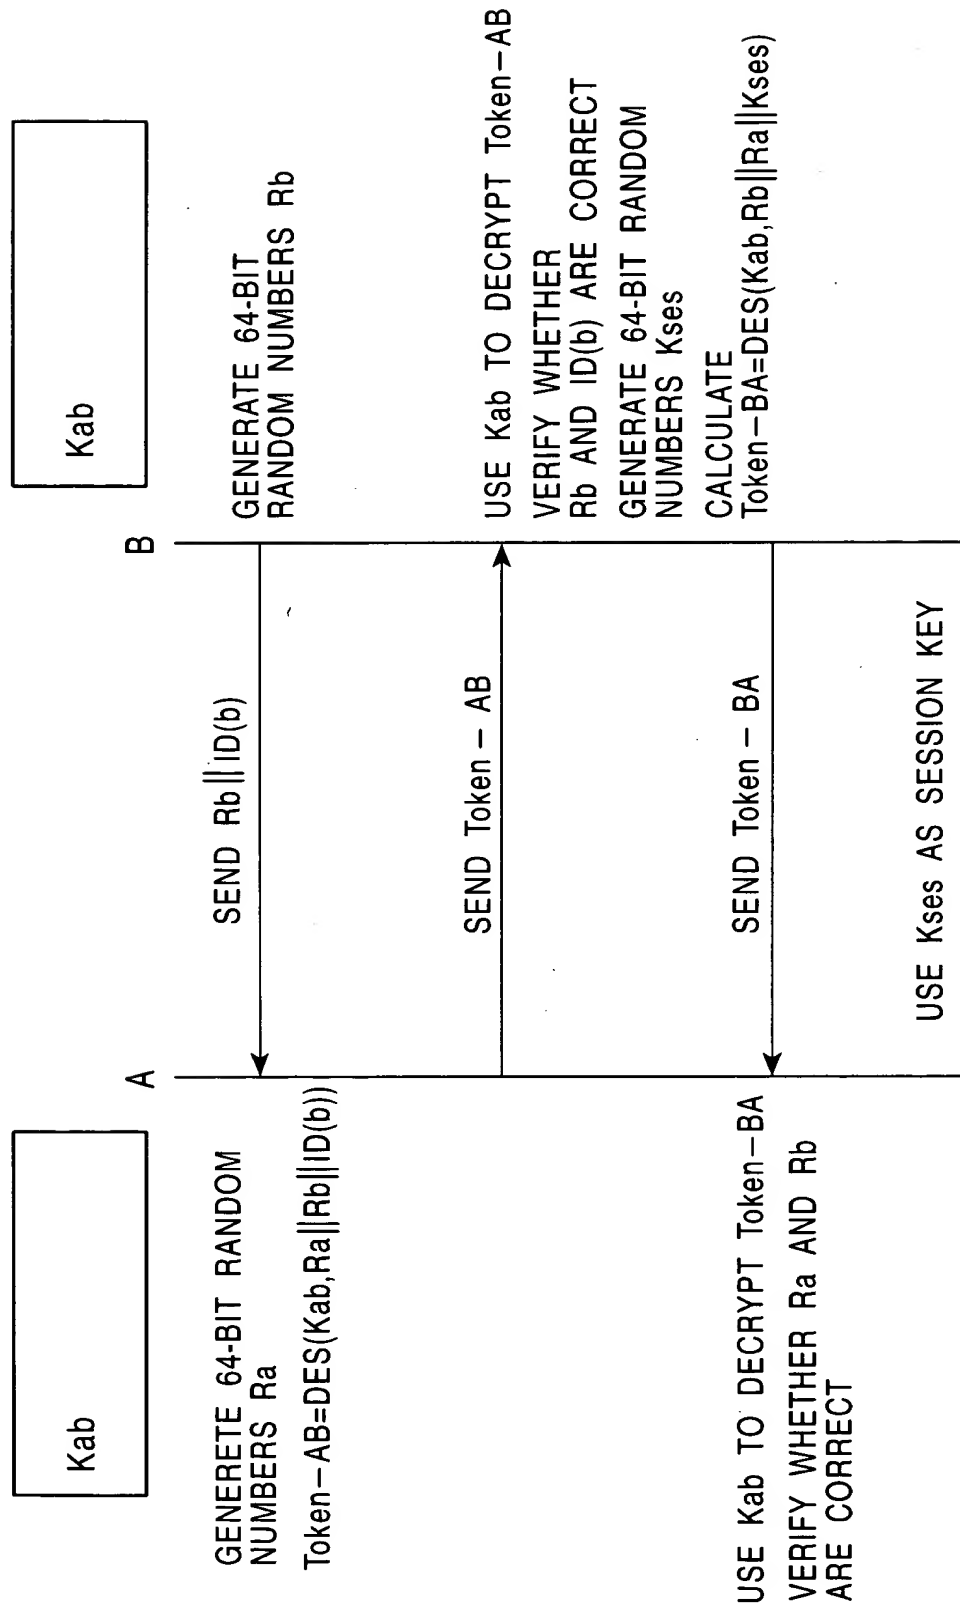 Kab
Kab
A
B
GENERATE 64-BIT
RANDOM NUMBERS Rb
SEND Rb||ID(b)
GENERETE 64-BIT RANDOM
NUMBERS Ra
Token-AB=DES(Kab,Ra||Rb||ID(b))
SEND Token - AB
USE Kab TO DECRYPT Token-AB
VERIFY WHETHER
Rb AND ID(b) ARE CORRECT
GENERATE 64-BIT RANDOM
NUMBERS Kses
CALCULATE
Token-BA=DES(Kab,Rb||Ra||Kses)
SEND Token - BA
USE Kab TO DECRYPT Token-BA
VERIFY WHETHER Ra AND Rb
ARE CORRECT
USE Kses AS SESSION KEY